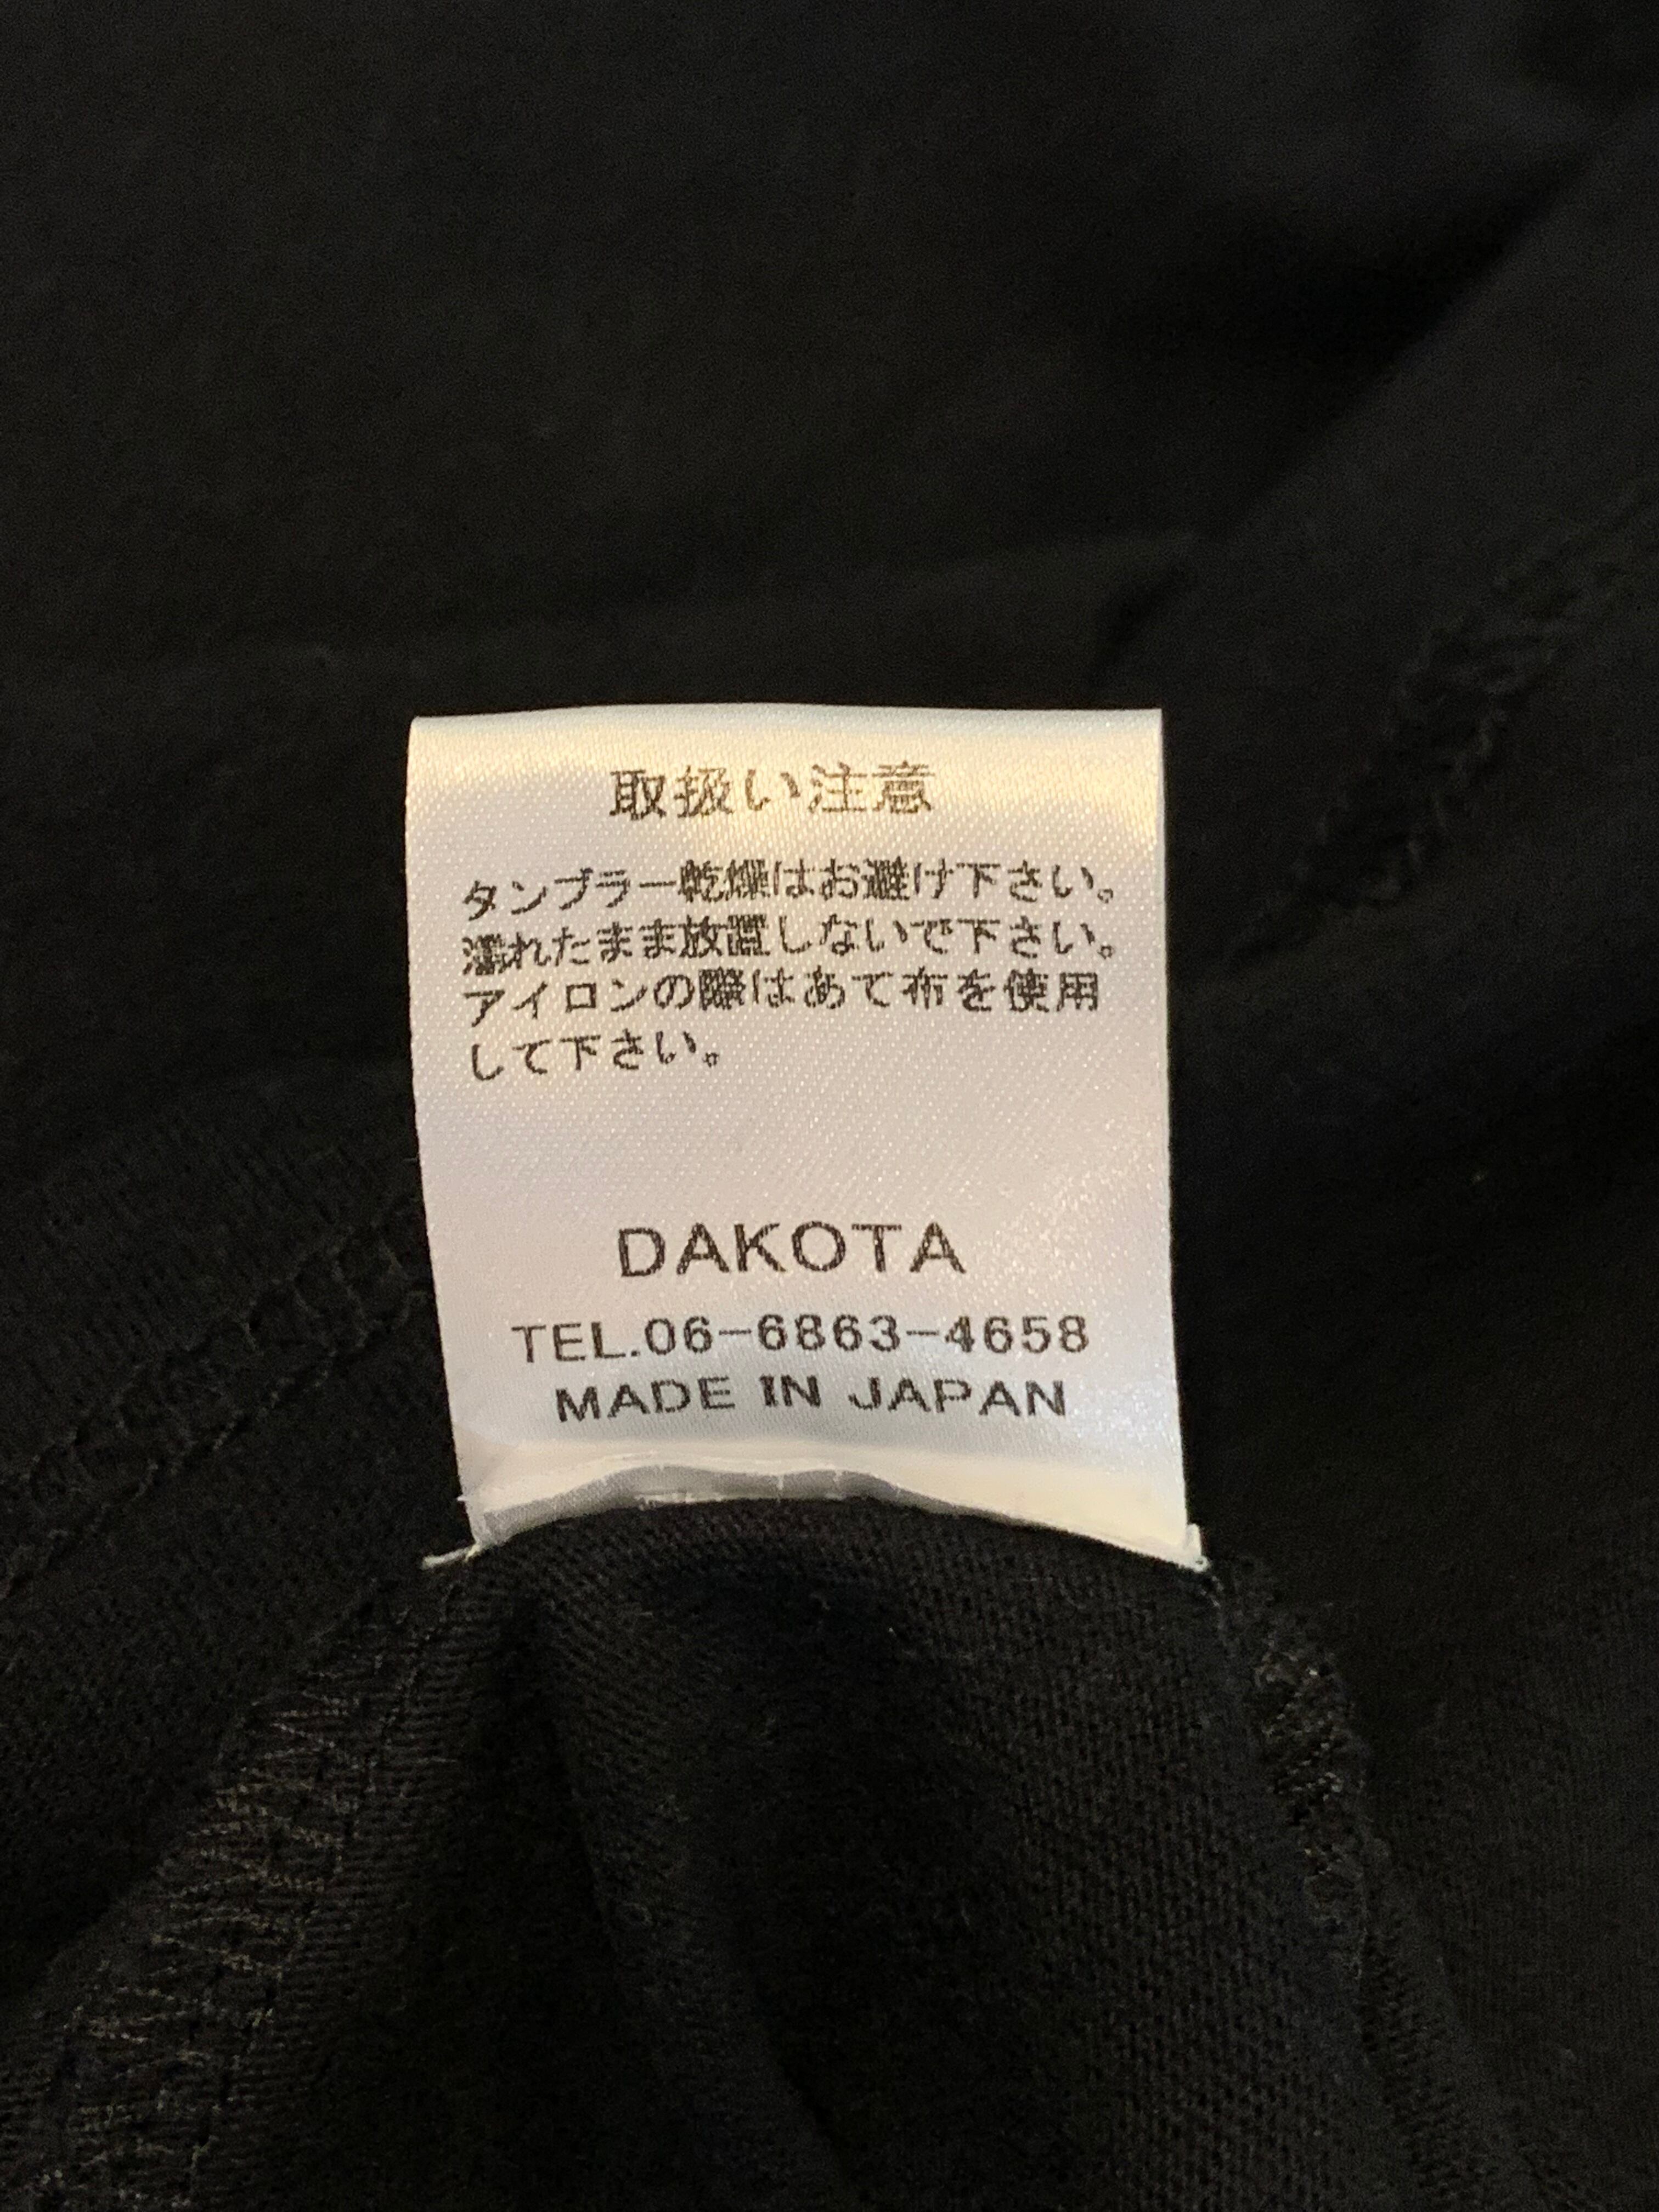 取扱い注意
タンブラー乾燥はお避け下さい。
濡れたまま放置しないで下さい。
アイロンの際はあて布を使用
して下さい。
DAKOTA
TEL.06-6863-4658
MADE IN JAPAN